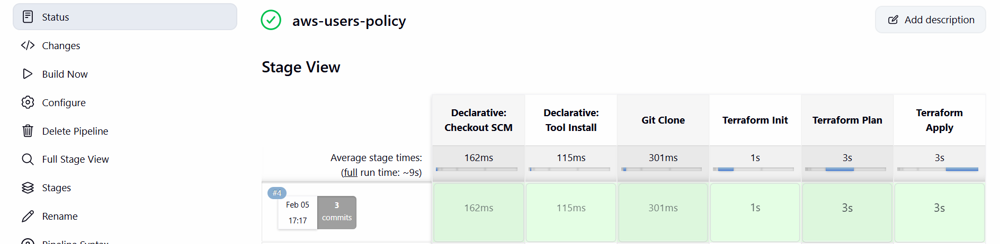 Status
Changes
Build Now
Configure
Delete Pipeline
Full Stage View
Stages
Rename
Pipeline Syntax
aws-users-policy
Add description
Stage View
Declarative:
Checkout SCM
Declarative:
Tool Install
Git Clone
Terraform Init
Terraform Plan
Terraform
Apply
Average stage times:
(full run time: ~9s)
162ms
115ms
301ms
1s
3s
3s
#4
Feb 05
17:17
3
commits
162ms
115ms
301ms
1s
3s
3s